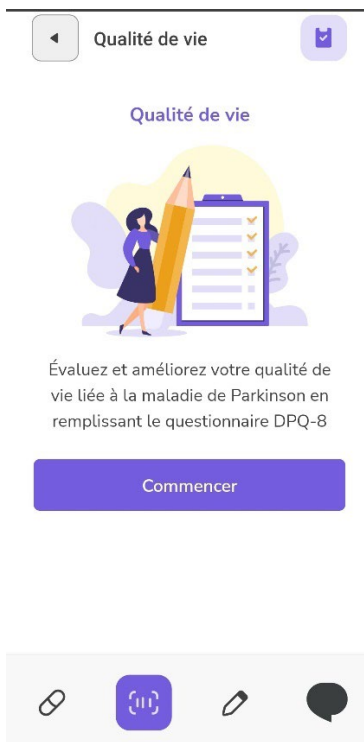 Qualité de vie
Qualité de vie
Évaluez et améliorez votre qualité de
vie liée à la maladie de Parkinson en
remplissant le questionnaire DPQ-8
Commencer